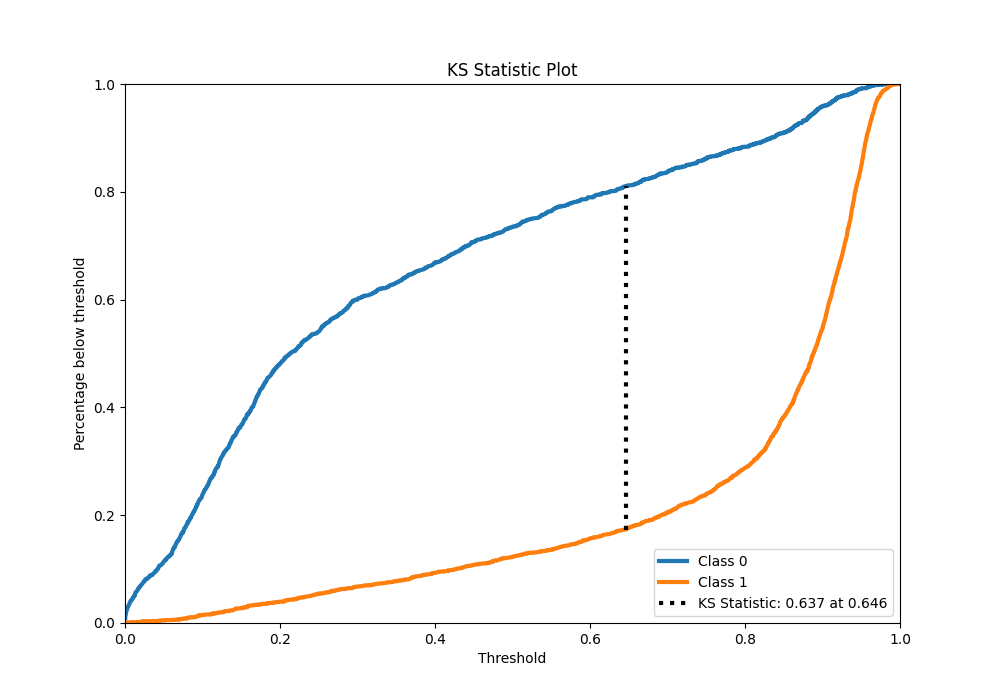 KS Statistic Plot
Percentage below threshold
1.0
0.8
0.6
0.4
0.2
0.0
0.0 0.2 0.4 0.6 0.8 1.0
Threshold
Class 0
Class 1
KS Statistic: 0.637 at 0.646